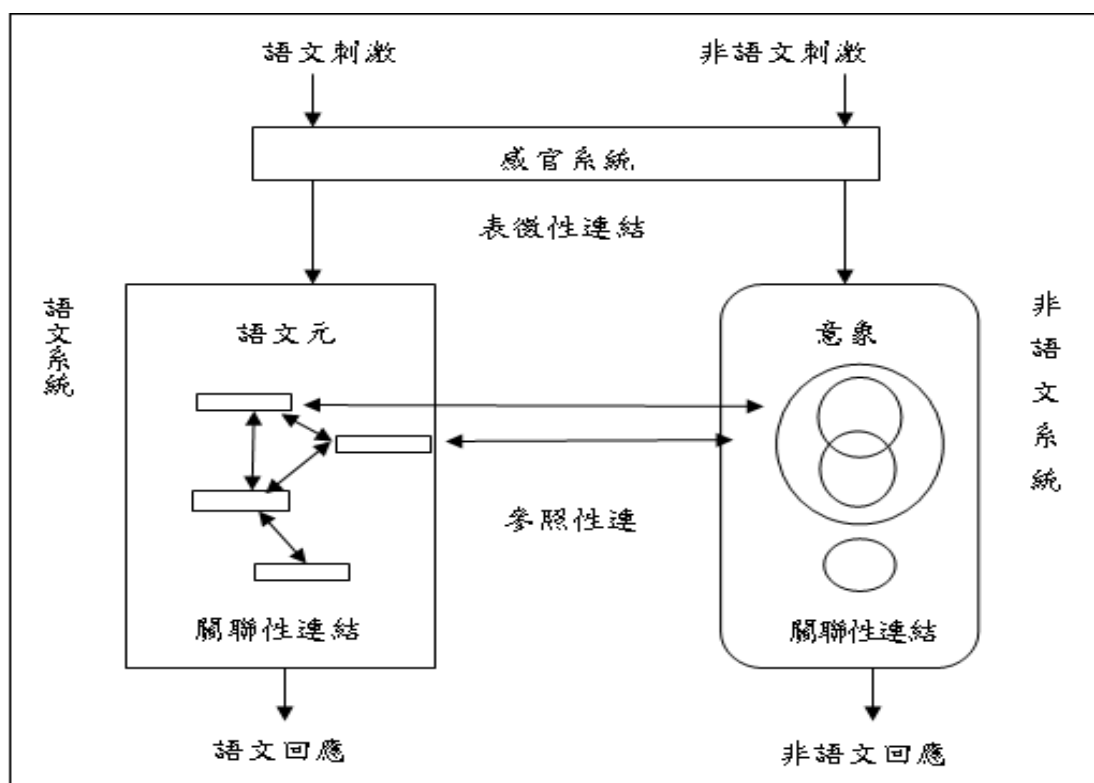 語文刺激
非語文刺激
感官系統
表徵性連結
語文系統
非語文系統
語文元
意象
參照性連
關聯性連結
關聯性連結
語文回應
非語文回應